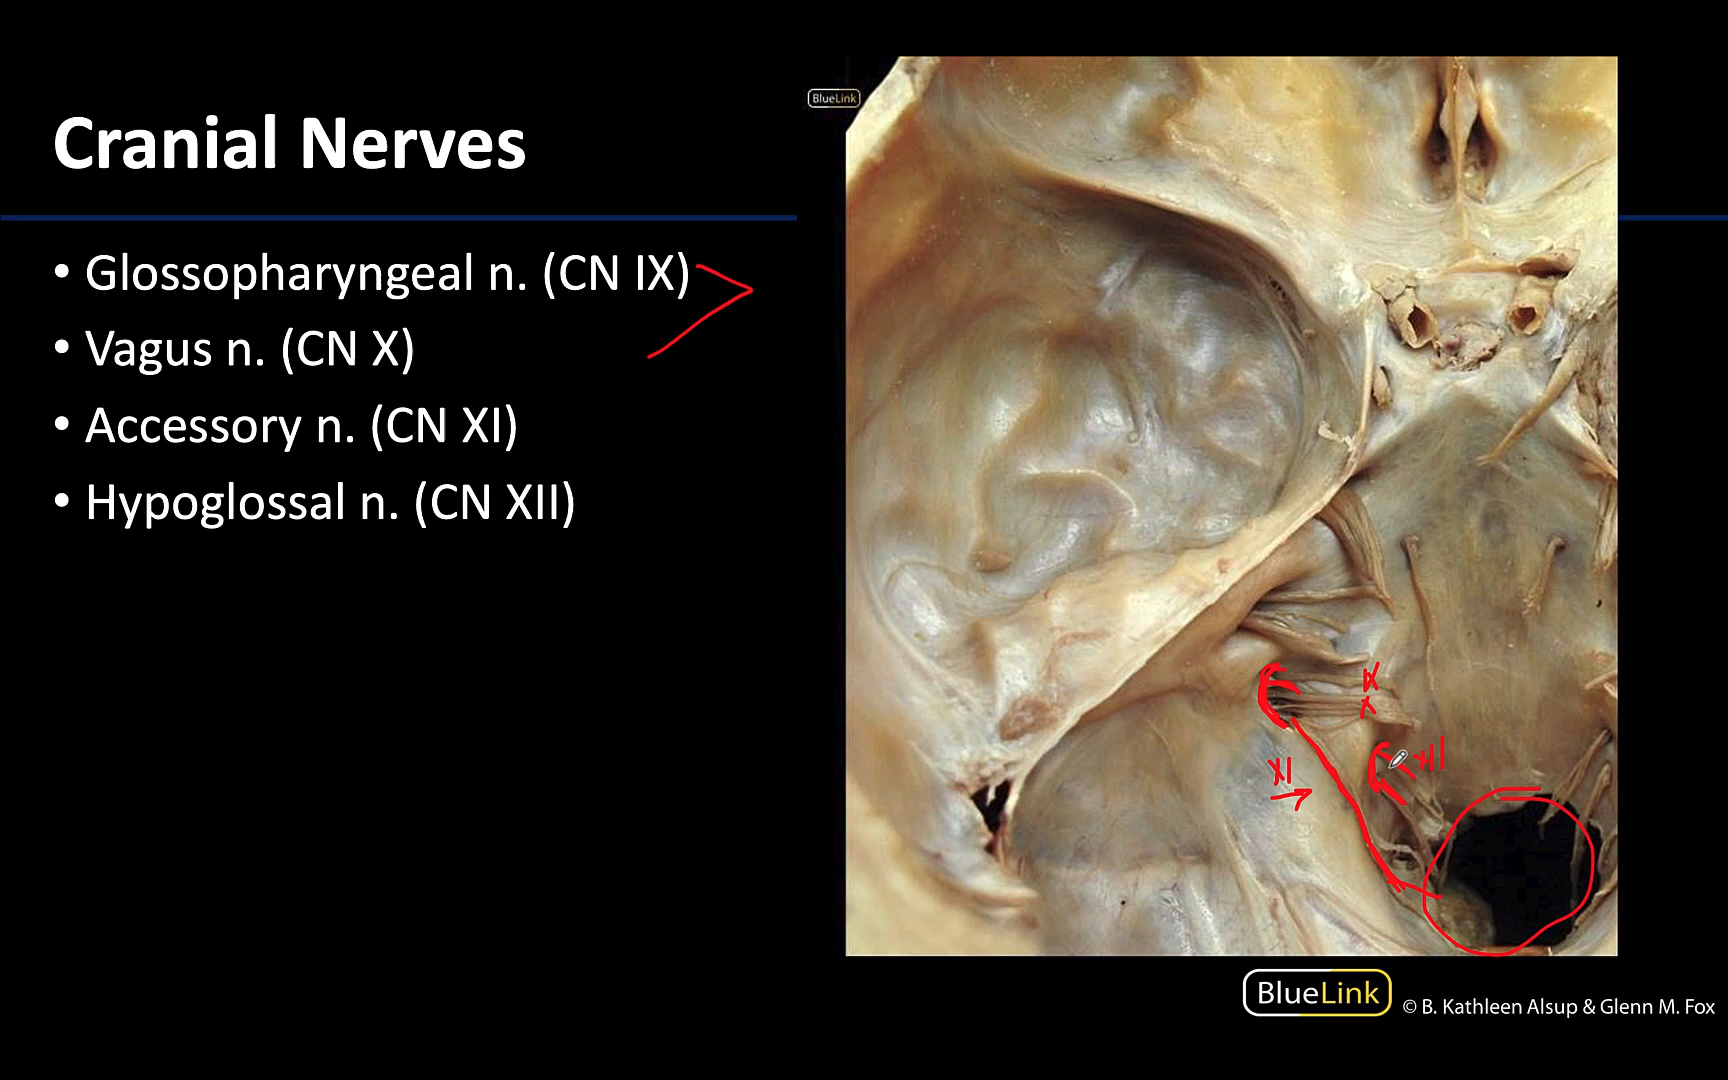 BlueLink
Cranial Nerves
• Glossopharyngeal n. (CN IX)
• Vagus n. (CN X)
• Accessory n. (CN XI)
• Hypoglossal n. (CN XII)
IX
X
XII
XI
BlueLink
© B. Kathleen Alsup & Glenn M. Fox